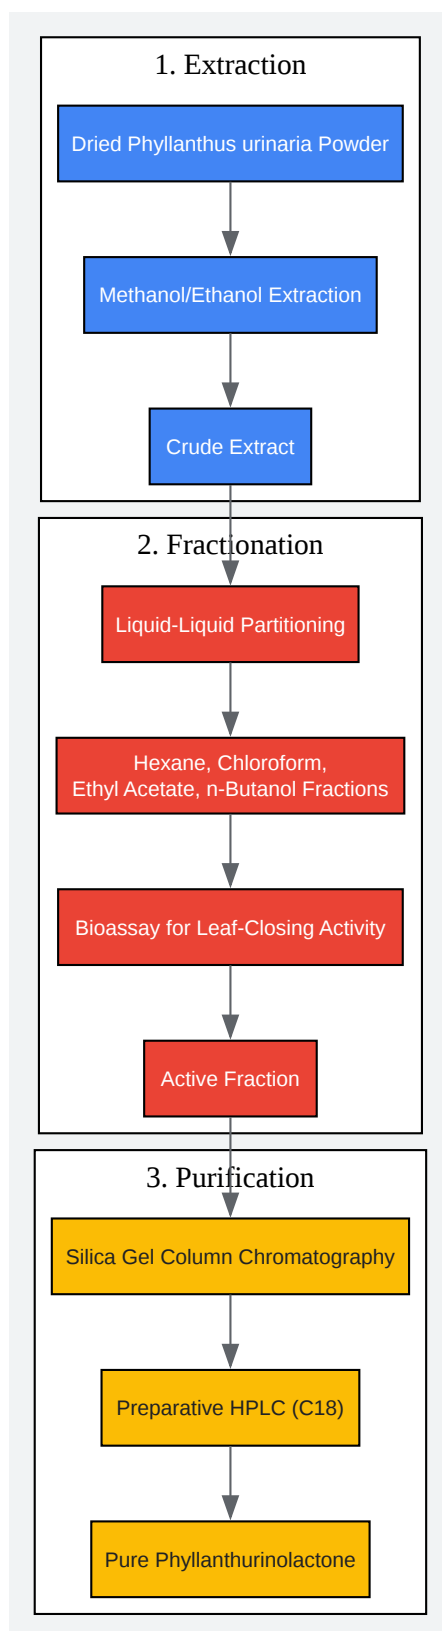 1. Extraction
Dried Phyllanthus urinaria Powder
Methanol/Ethanol Extraction
Crude Extract
2. Fractionation
Liquid-Liquid Partitioning
Hexane, Chloroform,
Ethyl Acetate, n-Butanol Fractions
Bioassay for Leaf-Closing Activity
Active Fraction
3. Purification
Silica Gel Column Chromatography
Preparative HPLC (C18)
Pure Phyllanthurinolactone